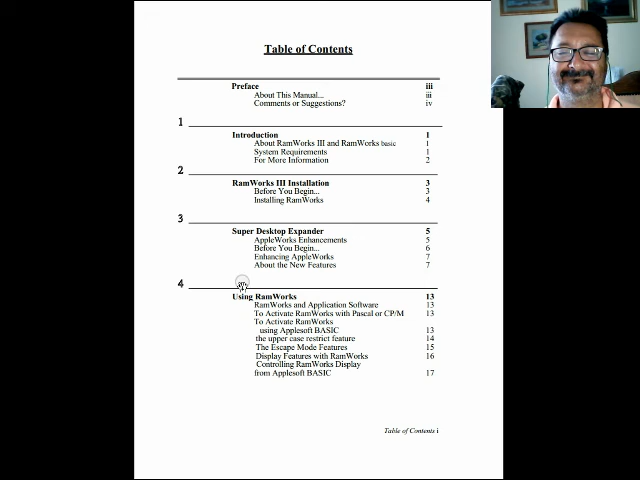 Table of Contents
Preface iii
About This Manual... iii
Comments or Suggestions? iv
1
Introduction 1
About RamWorks III and RamWorks basic 1
System Requirements 1
For More Information 2
2
RamWorks III Installation 3
Before You Begin... 3
Installing RamWorks 4
3
Super Desktop Expander 5
AppleWorks Enhancements 5
Before You Begin... 6
Enhancing AppleWorks 7
About the New Features 7
4
Using RamWorks 13
RamWorks and Application Software 13
To Activate RamWorks with Pascal or CP/M 13
To Activate RamWorks
using Applesoft BASIC 13
the upper case restrict feature 14
The Escape Mode Features 15
Display Features with RamWorks 16
Controlling RamWorks Display
from Applesoft BASIC 17
Table of Contents i